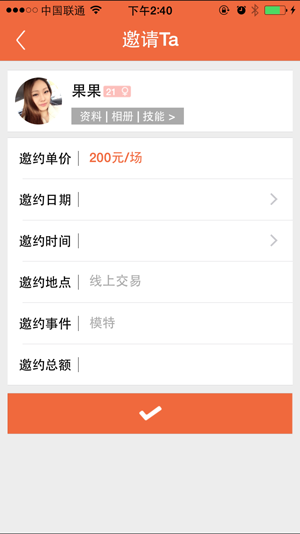 中国联通 下午2:40
邀请Ta
果果 21
资料 | 相册 | 技能 >
邀约单价 200元/场
邀约日期
邀约时间
邀约地点 线上交易
邀约事件 模特
邀约总额